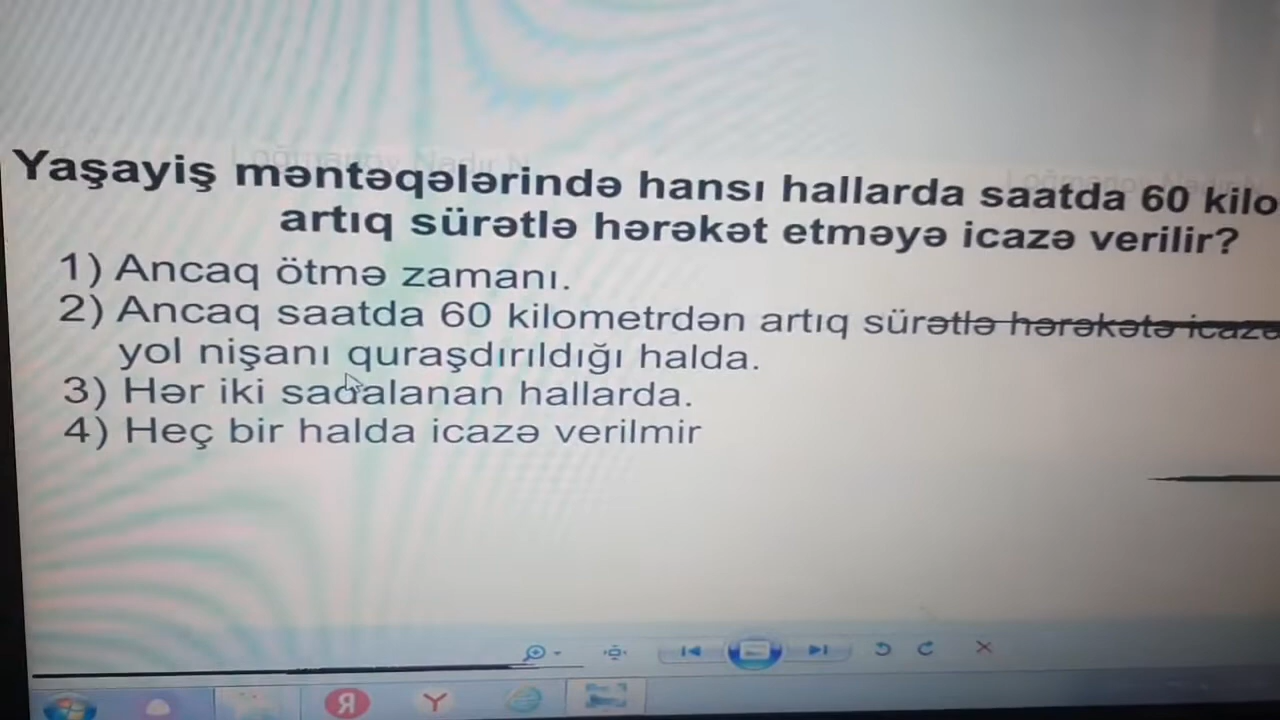 Yaşayiş məntəqələrində hansı hallarda saatda 60 kilo
artıq sürətlə hərəkət etməyə icazə verilir?
1) Ancaq ötmə zamanı.
2) Ancaq saatda 60 kilometrdən artıq sürətlə hərəkətə icazə
yol nişanı quraşdırıldığı halda.
3) Hər iki sadalanan hallarda.
4) Heç bir halda icazə verilmir